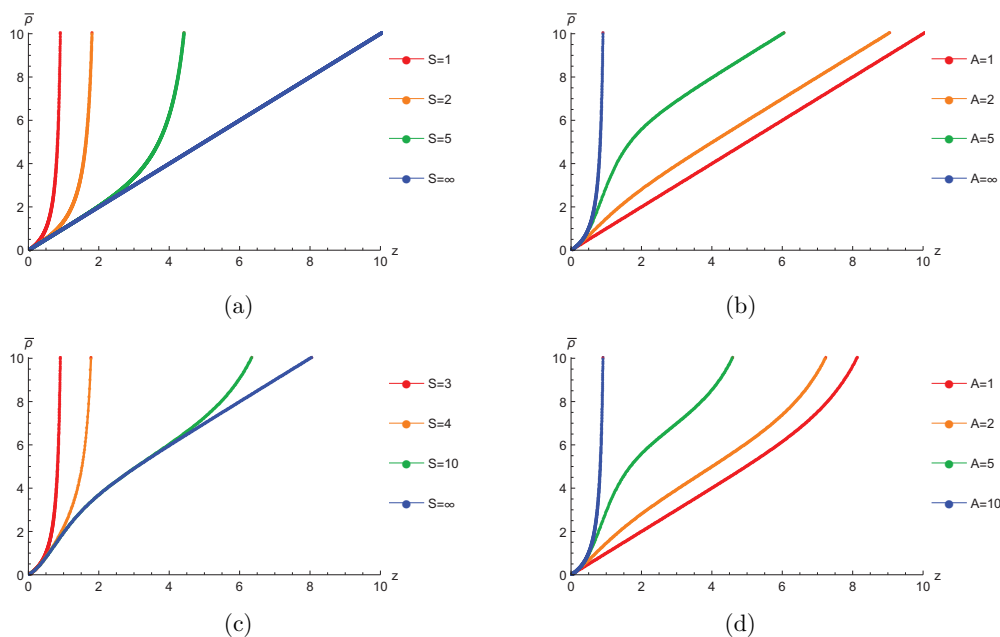 ρ̅
10
8
6
4
2
0
0 2 4 6 8 10 z
S=1
S=2
S=5
S=∞
(a)
ρ̅
10
8
6
4
2
0
0 2 4 6 8 10 z
A=1
A=2
A=5
A=∞
(b)
ρ̅
10
8
6
4
2
0
0 2 4 6 8 10 z
S=3
S=4
S=10
S=∞
(c)
ρ̅
10
8
6
4
2
0
0 2 4 6 8 10 z
A=1
A=2
A=5
A=10
(d)